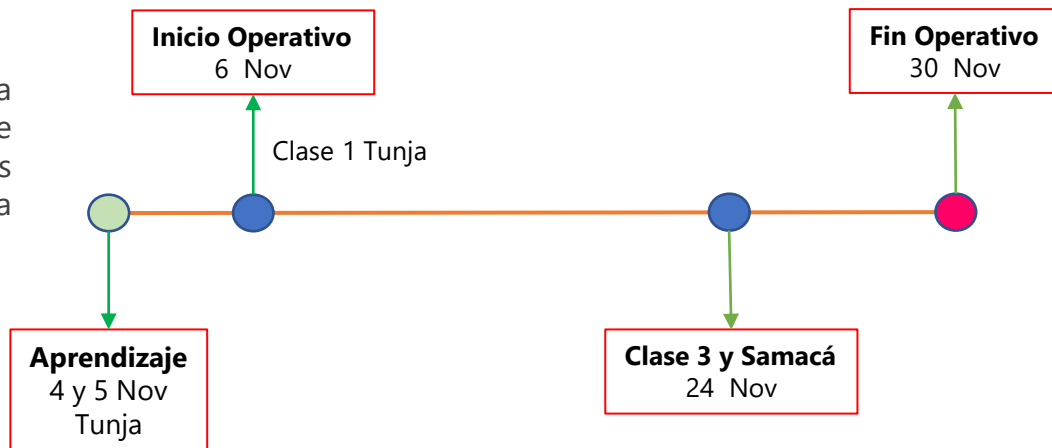 Inicio Operativo
6 Nov
Fin Operativo
30 Nov
a
e
s
a
Clase 1 Tunja
Aprendizaje
4 y 5 Nov
Tunja
Clase 3 y Samacá
24 Nov